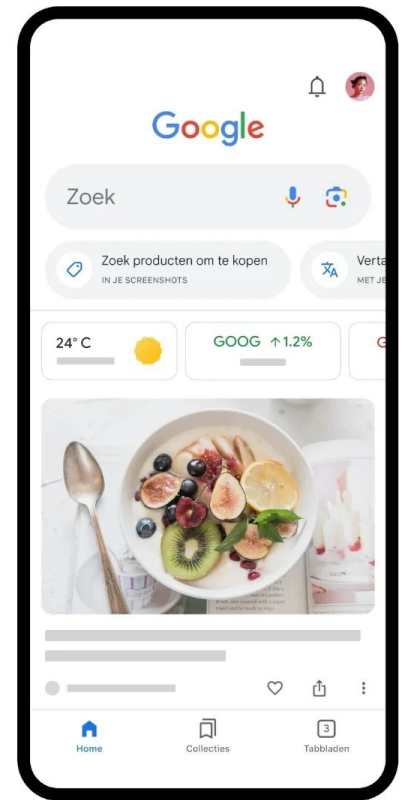 Google
Zoek
Zoek producten om te kopen
IN JE SCREENSHOTS
Verta
MET JE
24° C
GOOG ↑1.2%
G
3
Home
Collecties
Tabbladen